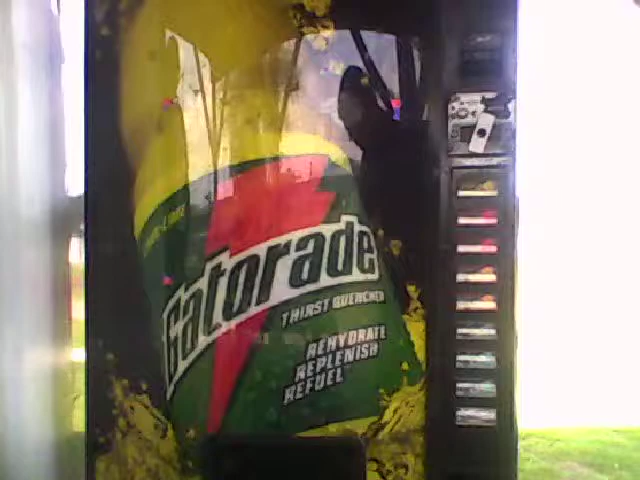 Gatorade
THIRST QUENCHER
REHYDRATE
REPLENISH
REFUEL